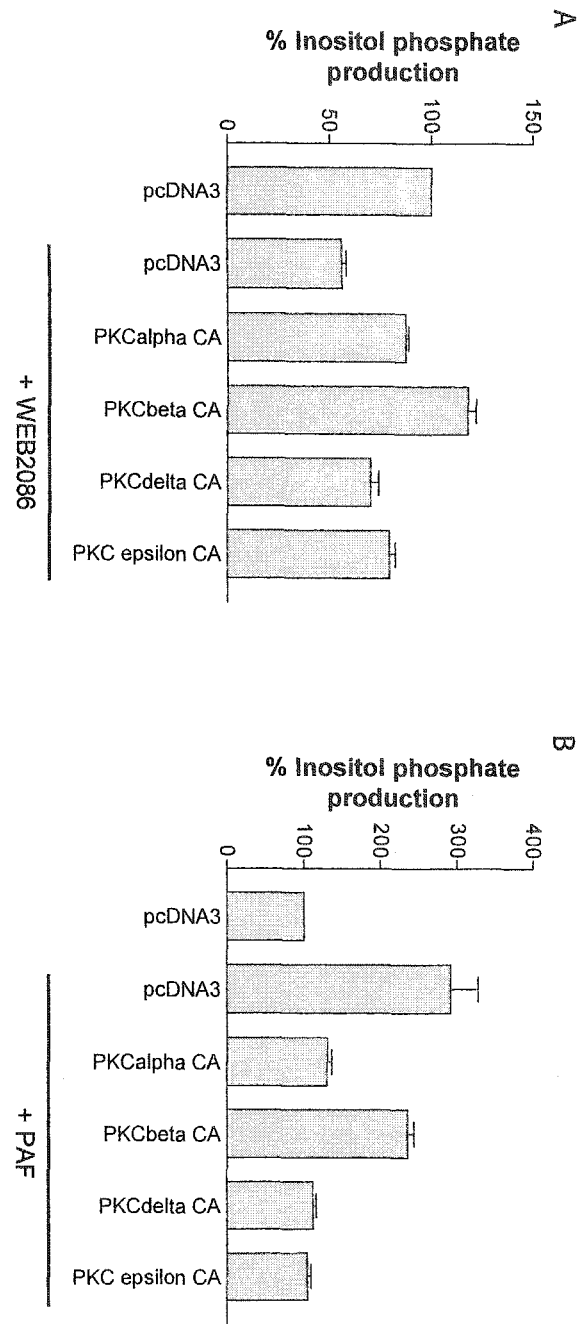 A
% Inositol phosphate
production
150
100
50
0
pcDNA3
pcDNA3
PKCalpha CA
PKCbeta CA
PKCdelta CA
PKC epsilon CA
+ WEB2086
B
% Inositol phosphate
production
400
300
200
100
0
pcDNA3
pcDNA3
PKCalpha CA
PKCbeta CA
PKCdelta CA
PKC epsilon CA
+ PAF